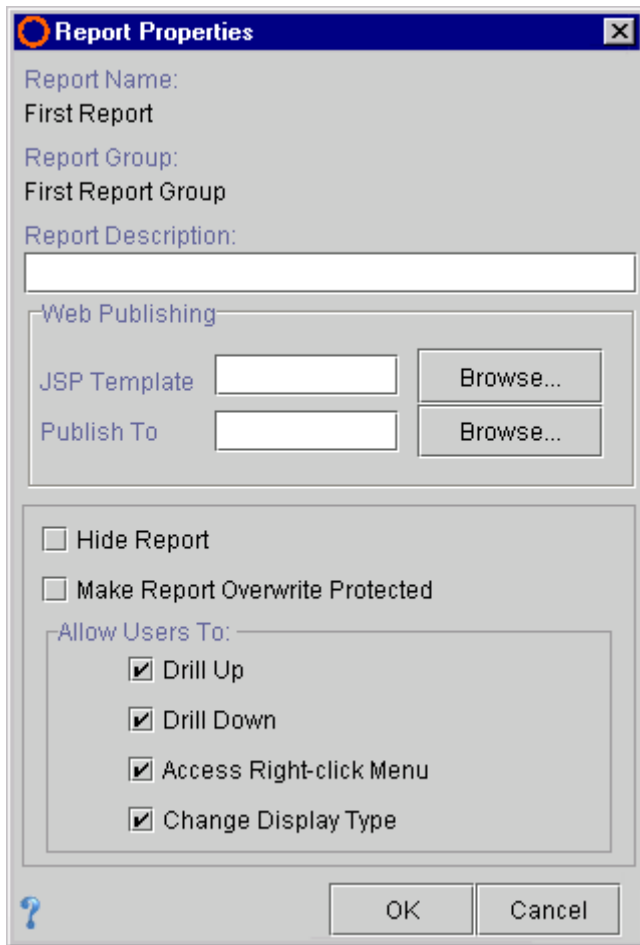 Report Properties
Report Name:
First Report
Report Group:
First Report Group
Report Description:
Web Publishing
JSP Template Browse...
Publish To Browse...
Hide Report
Make Report Overwrite Protected
Allow Users To:
Drill Up
Drill Down
Access Right-click Menu
Change Display Type
? OK Cancel